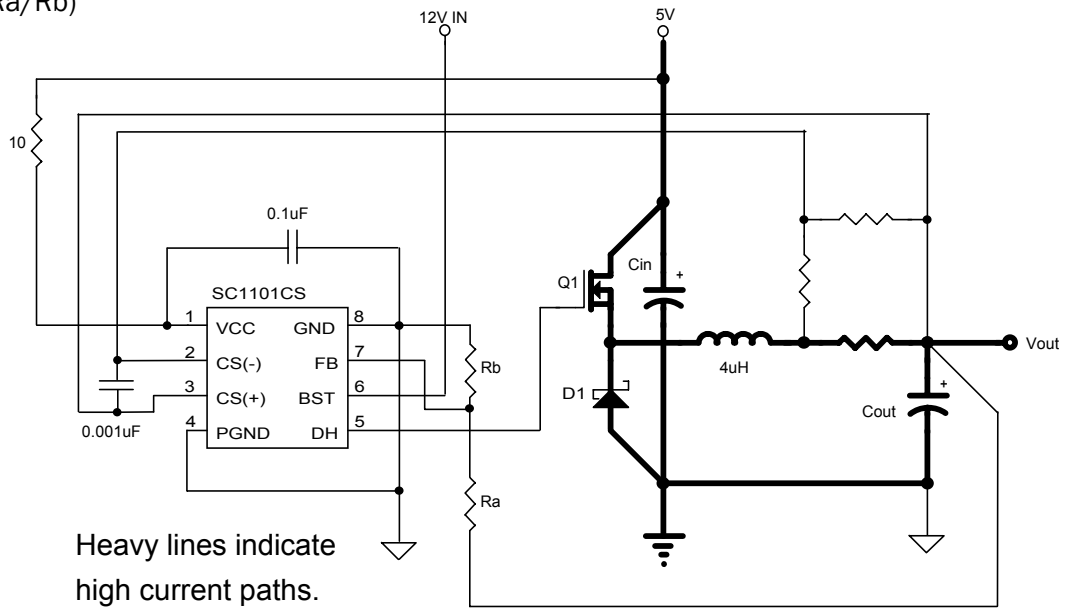 Ra/Rb)
12V IN
5V
10
0.1uF
Q1
Cin
+
SC1101CS
1 VCC GND 8
2 CS(-) FB 7
3 CS(+) BST 6
4 PGND DH 5
Rb
4uH
Vout
D1
Cout
+
0.001uF
Ra
Heavy lines indicate
high current paths.